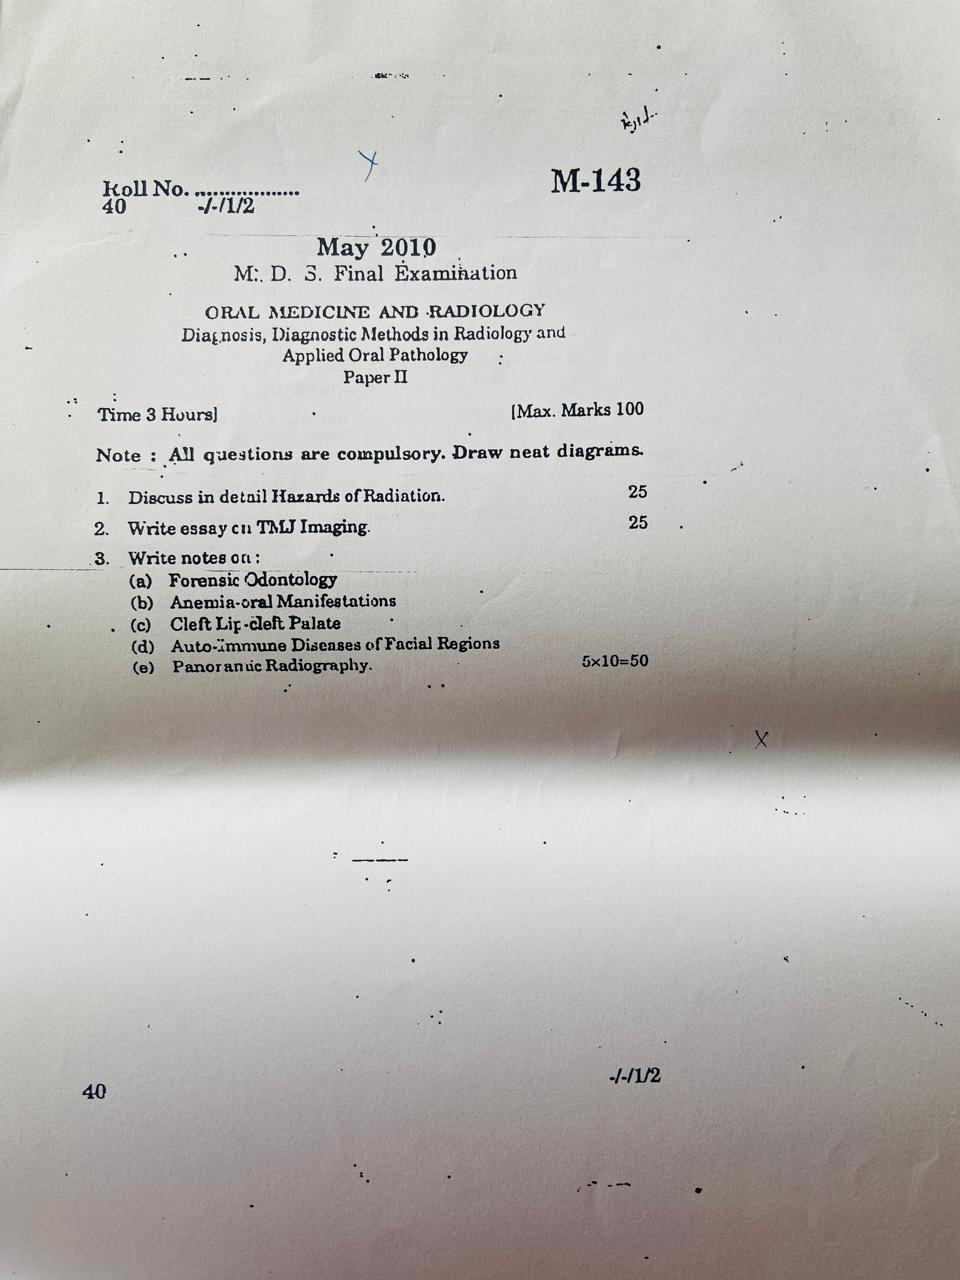 Roll No. ..................
M-143
40 -/-/1/2
May 2010
M. D. S. Final Examination
ORAL MEDICINE AND RADIOLOGY
Diagnosis, Diagnostic Methods in Radiology and
Applied Oral Pathology
Paper II
Time 3 Hours] [Max. Marks 100
Note : All questions are compulsory. Draw neat diagrams.
1. Discuss in detail Hazards of Radiation. 25
2. Write essay on TMJ Imaging. 25
3. Write notes on :
(a) Forensic Odontology
(b) Anemia-oral Manifestations
(c) Cleft Lip-cleft Palate
(d) Auto-Immune Diseases of Facial Regions
(e) Panoramic Radiography. 5×10=50
40 -/-/1/2